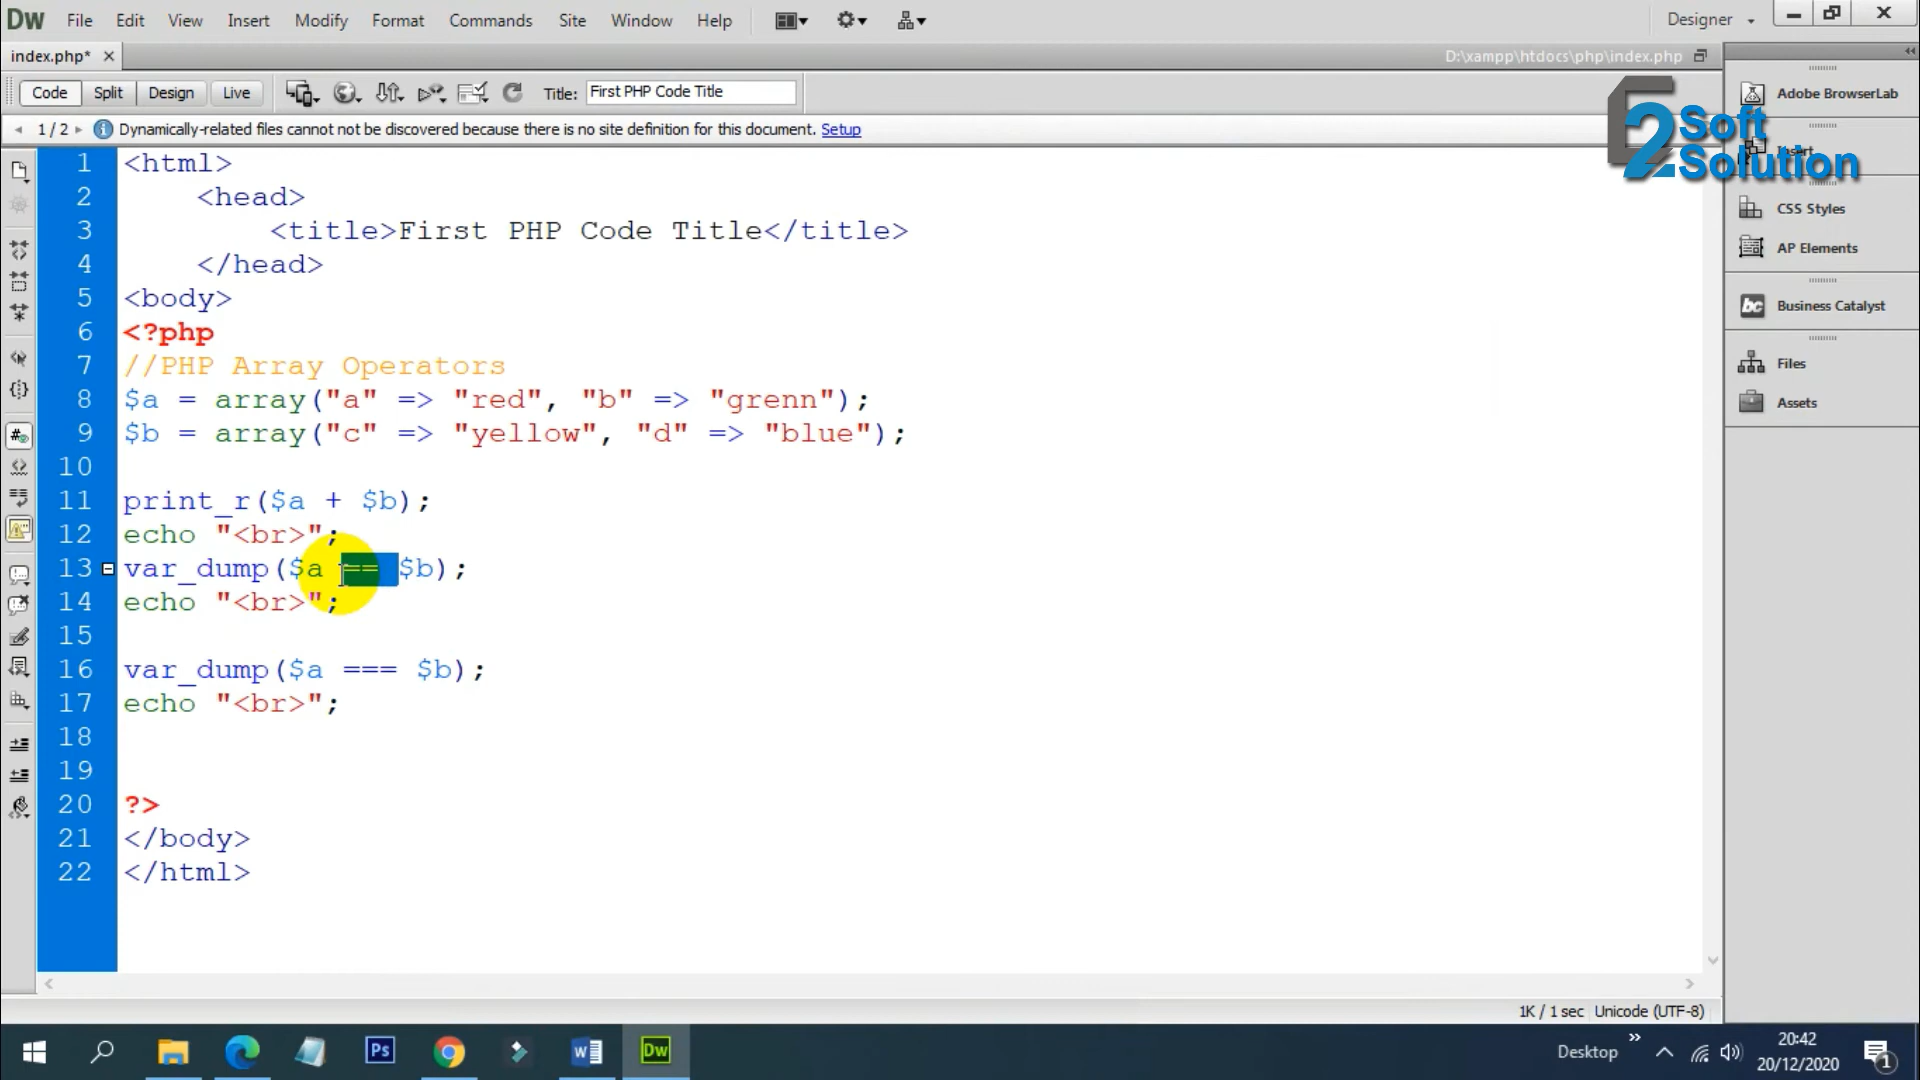 Dw File Edit View Insert Modify Format Commands Site Window Help Designer
index.php* D:\xampp\htdocs\php\index.php
Code Split Design Live Title: First PHP Code Title
1 / 2 Dynamically-related files cannot not be discovered because there is no site definition for this document. Setup
1 <html>
2 <head>
3 <title>First PHP Code Title</title>
4 </head>
5 <body>
6 <?php
7 //PHP Array Operators
8 $a = array("a" => "red", "b" => "grenn");
9 $b = array("c" => "yellow", "d" => "blue");
10
11 print_r($a + $b);
12 echo "<br>";
13 var_dump($a == $b);
14 echo "<br>";
15
16 var_dump($a === $b);
17 echo "<br>";
18
19
20 ?>
21 </body>
22 </html>
Adobe BrowserLab
Insert
CSS Styles
AP Elements
bc Business Catalyst
Files
Assets
2 Soft
Solution
1K / 1 sec Unicode (UTF-8)
Ps W Dw Desktop 20:42
20/12/2020 1